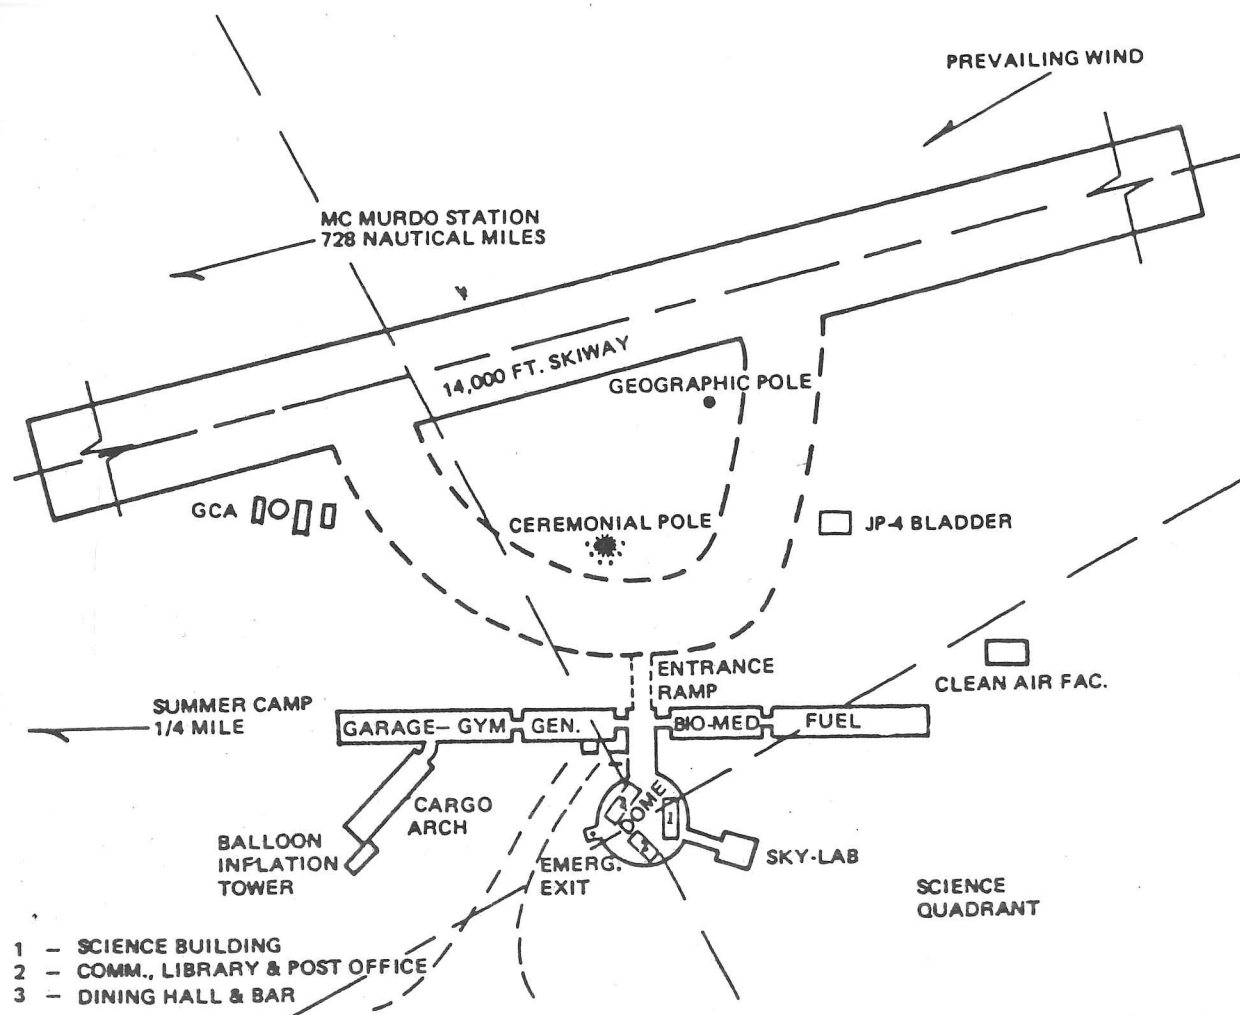 PREVAILING WIND
MC MURDO STATION
728 NAUTICAL MILES
14,000 FT. SKIWAY
GEOGRAPHIC POLE
GCA
CEREMONIAL POLE
JP-4 BLADDER
ENTRANCE
RAMP
CLEAN AIR FAC.
SUMMER CAMP
1/4 MILE
GARAGE— GYM
GEN.
BIO-MED
FUEL
DOME
1
CARGO
ARCH
BALLOON
INFLATION
TOWER
EMERG.
EXIT
SKY-LAB
SCIENCE
QUADRANT
1 — SCIENCE BUILDING
2 — COMM., LIBRARY & POST OFFICE
3 — DINING HALL & BAR